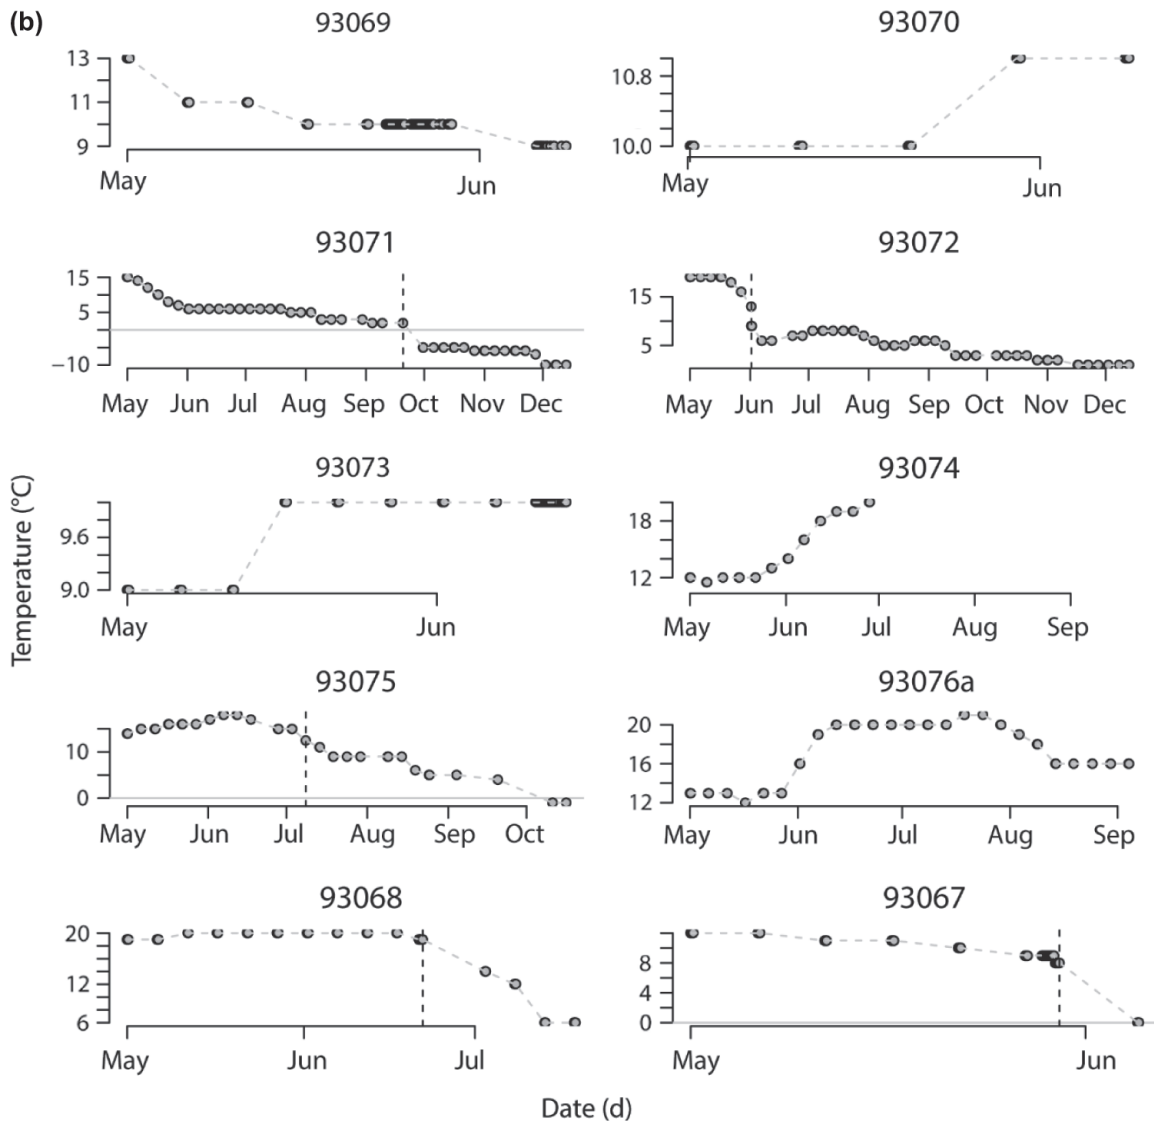 (b)
93069
13
11
9
May Jun
93070
10.8
10.0
May Jun
93071
15
5
−10
May Jun Jul Aug Sep Oct Nov Dec
93072
15
5
May Jun Jul Aug Sep Oct Nov Dec
Temperature (°C)
93073
9.6
9.0
May Jun
93074
18
12
May Jun Jul Aug Sep
93075
10
0
May Jun Jul Aug Sep Oct
93076a
20
16
12
May Jun Jul Aug Sep
93068
20
12
6
May Jun Jul
93067
8
4
0
May Jun
Date (d)